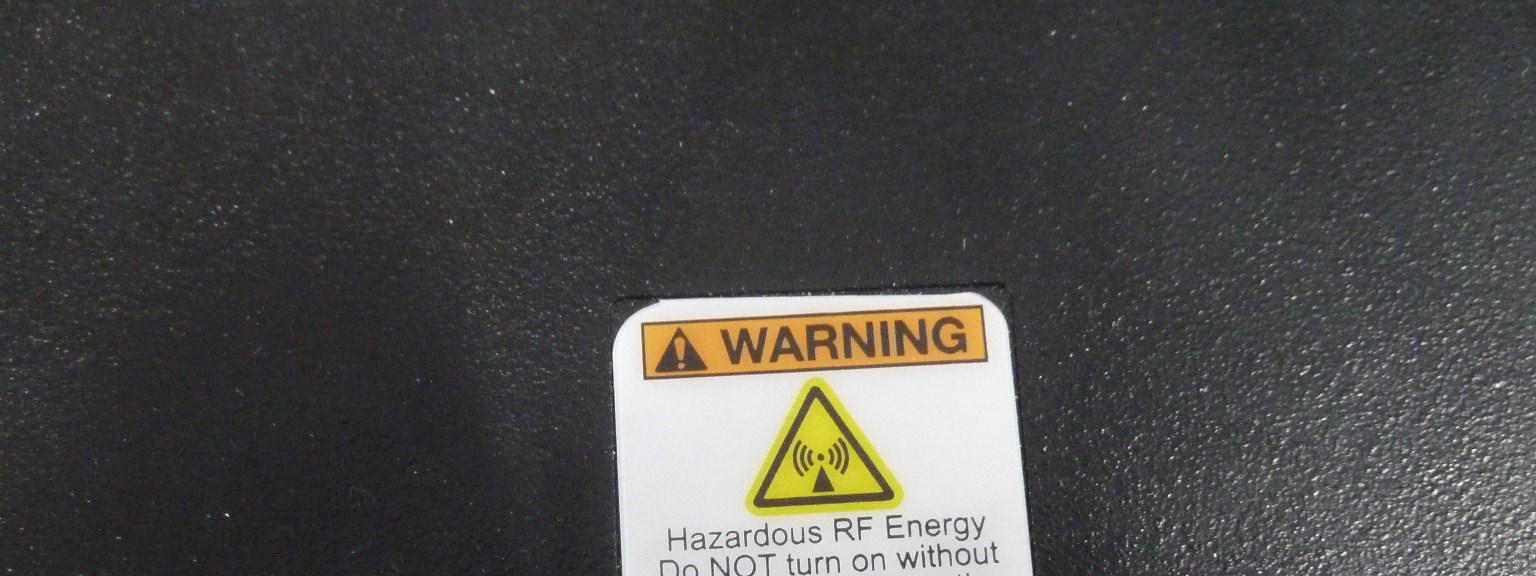 WARNING
Hazardous RF Energy
Do NOT turn on without